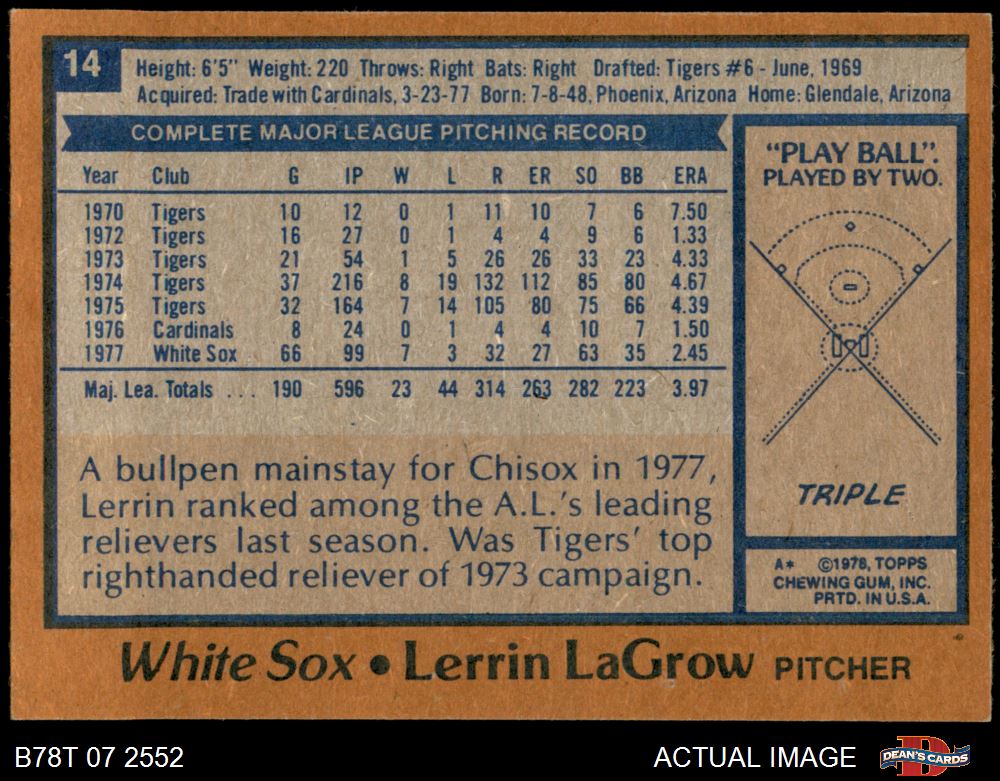 14
Height: 6'5" Weight: 220 Throws: Right Bats: Right Drafted: Tigers #6 - June, 1969
Acquired: Trade with Cardinals, 3-23-77 Born: 7-8-48, Phoenix, Arizona Home: Glendale, Arizona
COMPLETE MAJOR LEAGUE PITCHING RECORD
Year Club G IP W L R ER SO BB ERA
1970 Tigers 10 12 0 1 11 10 7 6 7.50
1972 Tigers 16 27 0 1 4 4 9 6 1.33
1973 Tigers 21 54 1 5 26 26 33 23 4.33
1974 Tigers 37 216 8 19 132 112 85 80 4.67
1975 Tigers 32 164 7 14 105 80 75 66 4.39
1976 Cardinals 8 24 0 1 4 4 10 7 1.50
1977 White Sox 66 99 7 3 32 27 63 35 2.45
Maj. Lea. Totals ... 190 596 23 44 314 263 282 223 3.97
A bullpen mainstay for Chisox in 1977,
Lerrin ranked among the A.L.'s leading
relievers last season. Was Tigers' top
righthanded reliever of 1973 campaign.
"PLAY BALL".
PLAYED BY TWO.
TRIPLE
A* ©1978, TOPPS
CHEWING GUM, INC.
PRTD. IN U.S.A.
White Sox • Lerrin LaGrow PITCHER
B78T 07 2552
ACTUAL IMAGE
DEAN'S CARDS